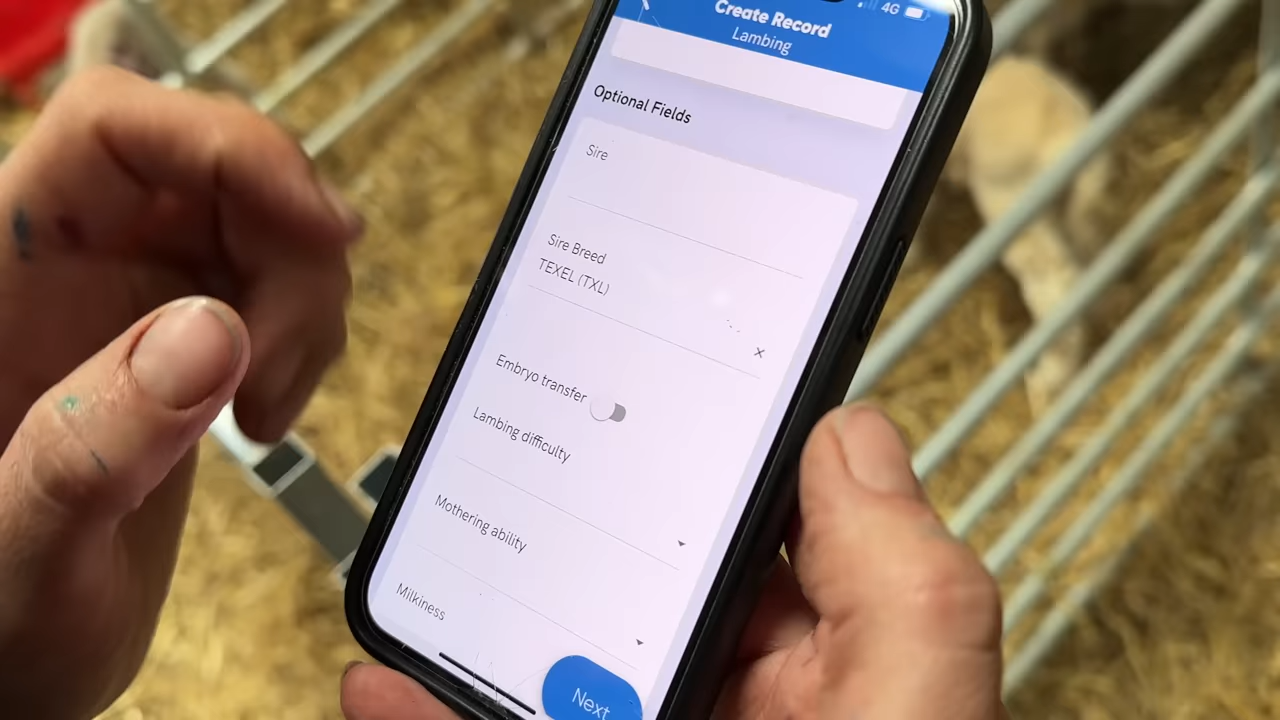 4G
Create Record
Lambing
Optional Fields
Sire
Sire Breed
TEXEL (TXL)
Embryo transfer
Lambing difficulty
Mothering ability
Milkiness
Next